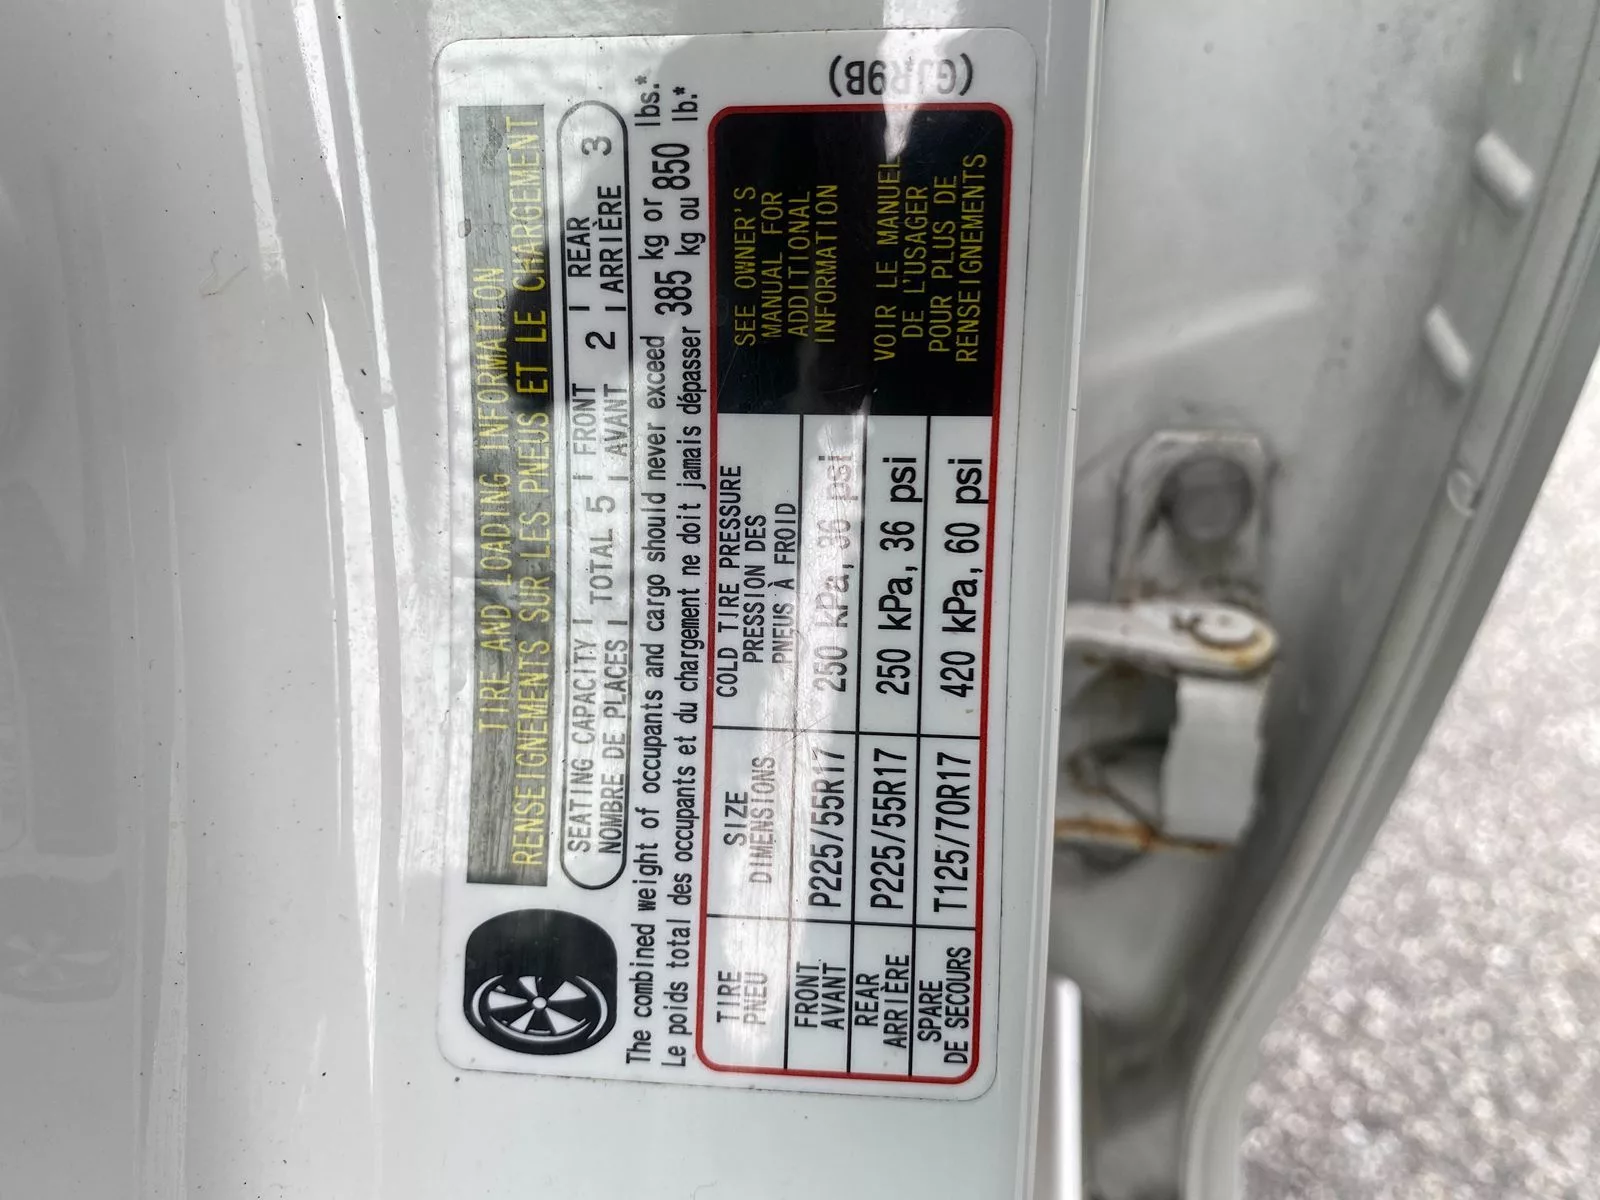 TIRE AND LOADING INFORMATION
RENSEIGNEMENTS SUR LES PNEUS ET LE CHARGEMENT
SEATING CAPACITY | TOTAL 5 | FRONT 2 | REAR 3
NOMBRE DE PLACES | | AVANT | ARRIÈRE
The combined weight of occupants and cargo should never exceed 385 kg or 850 lbs.*
Le poids total des occupants et du chargement ne doit jamais dépasser 385 kg ou 850 lb.*
TIRE
PNEU
SIZE
DIMENSIONS
COLD TIRE PRESSURE
PRESSION DES
PNEUS À FROID
FRONT
AVANT
P225/55R17
250 kPa, 36 psi
REAR
ARRIÈRE
P225/55R17
250 kPa, 36 psi
SPARE
DE SECOURS
T125/70R17
420 kPa, 60 psi
SEE OWNER'S
MANUAL FOR
ADDITIONAL
INFORMATION
VOIR LE MANUEL
DE L'USAGER
POUR PLUS DE
RENSEIGNEMENTS
(GJR9B)